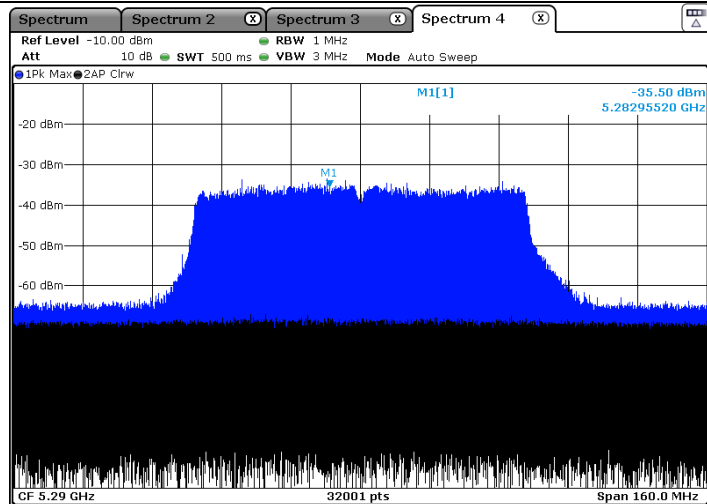 Spectrum Spectrum 2 X Spectrum 3 X Spectrum 4 X
Ref Level -10.00 dBm RBW 1 MHz
Att 10 dB SWT 500 ms VBW 3 MHz Mode Auto Sweep
1Pk Max 2AP Clrw
M1[1] -35.50 dBm
5.28295520 GHz
-20 dBm
-30 dBm
M1
-40 dBm
-50 dBm
-60 dBm
CF 5.29 GHz 32001 pts Span 160.0 MHz